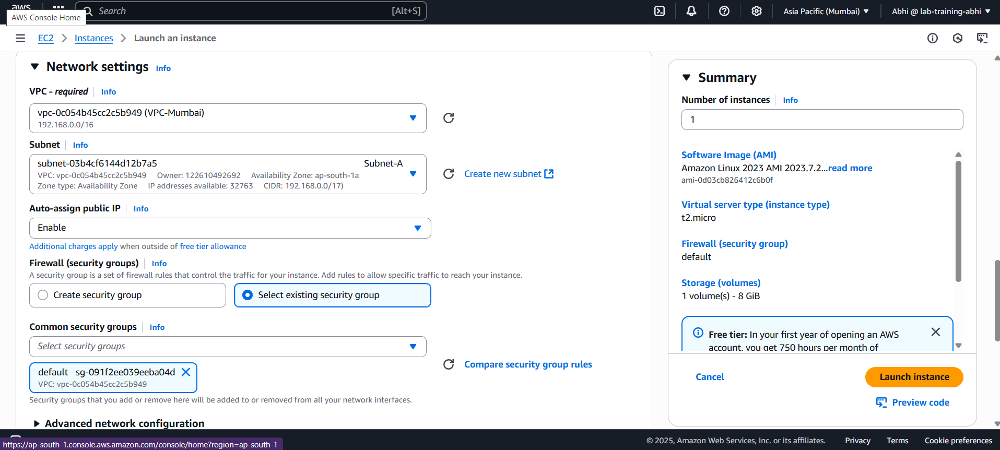 aws
Search [Alt+S]
Asia Pacific (Mumbai) Abhi @ lab-training-abhi
AWS Console Home
EC2 Instances Launch an instance
Network settings Info
VPC - required Info
vpc-0c054b45cc2c5b949 (VPC-Mumbai)
192.168.0.0/16
Subnet Info
subnet-03b4cf6144d12b7a5 Subnet-A
VPC: vpc-0c054b45cc2c5b949 Owner: 122610492692 Availability Zone: ap-south-1a
Zone type: Availability Zone IP addresses available: 32763 CIDR: 192.168.0.0/17)
Create new subnet
Auto-assign public IP Info
Enable
Additional charges apply when outside of free tier allowance
Firewall (security groups) Info
A security group is a set of firewall rules that control the traffic for your instance. Add rules to allow specific traffic to reach your instance.
Create security group Select existing security group
Common security groups Info
Select security groups
Compare security group rules
default sg-091f2ee039eeba04d
VPC: vpc-0c054b45cc2c5b949
Security groups that you add or remove here will be added to or removed from all your network interfaces.
Advanced network configuration
Summary
Number of instances Info
1
Software Image (AMI)
Amazon Linux 2023 AMI 2023.7.2...read more
ami-0d03cb826412c6b0f
Virtual server type (instance type)
t2.micro
Firewall (security group)
default
Storage (volumes)
1 volume(s) - 8 GiB
Free tier: In your first year of opening an AWS
account, you get 750 hours per month of
Cancel Launch instance
Preview code
https://ap-south-1.console.aws.amazon.com/console/home?region=ap-south-1
© 2025, Amazon Web Services, Inc. or its affiliates. Privacy Terms Cookie preferences